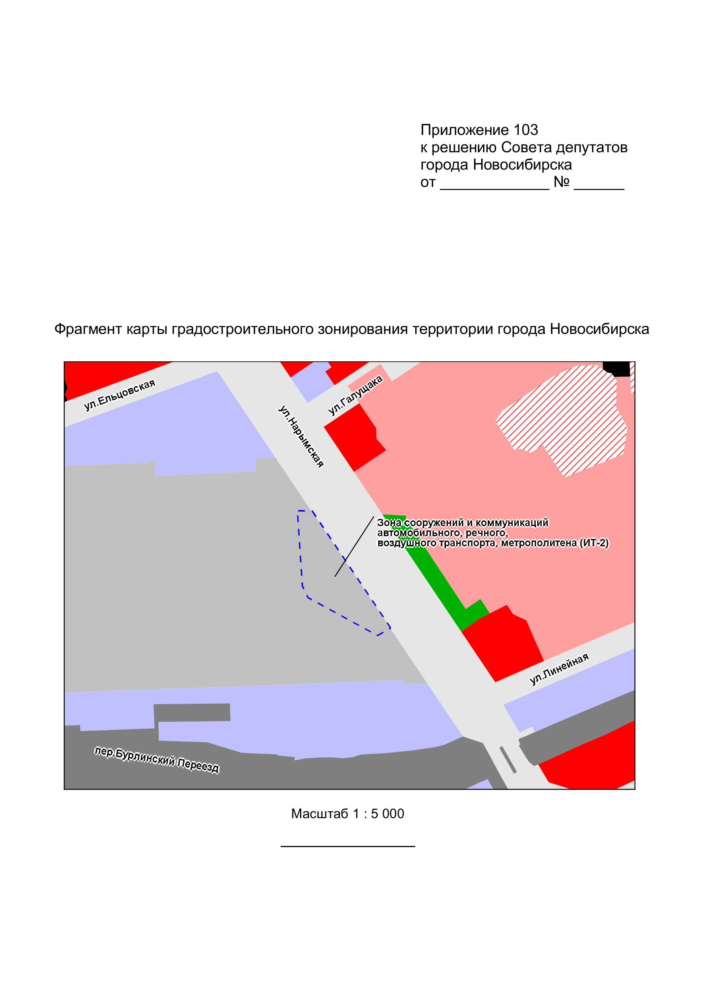 Приложение 103
к решению Совета депутатов
города Новосибирска
от _____________ № ______
Фрагмент карты градостроительного зонирования территории города Новосибирска
ул.Ельцовская
ул.Галущака
ул.Нарымская
Зона сооружений и коммуникаций
автомобильного, речного,
воздушного транспорта, метрополитена (ИТ-2)
ул.Линейная
пер.Бурлинский Переезд
Масштаб 1 : 5 000